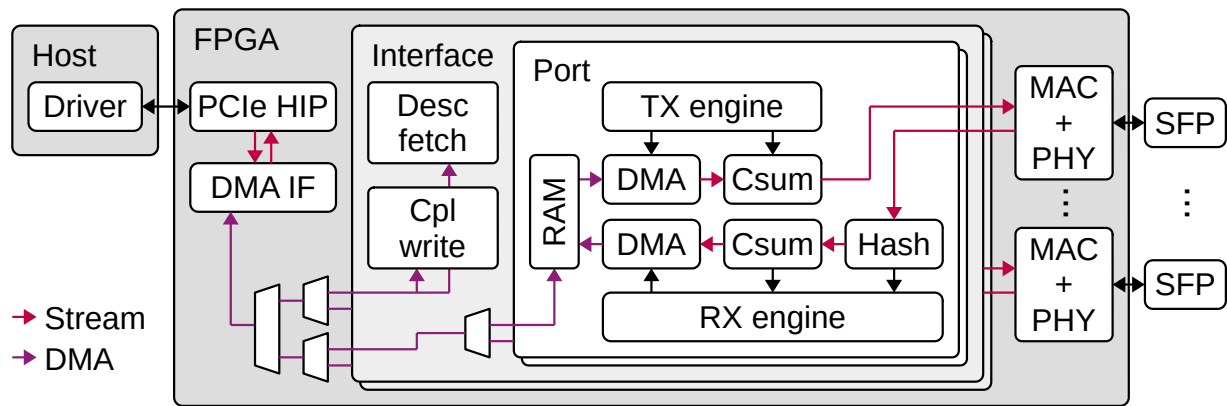 Host
Driver
FPGA
PCIe HIP
DMA IF
Interface
Desc
fetch
Cpl
write
Port
TX engine
RAM
DMA
Csum
DMA
Csum
Hash
RX engine
MAC
+
PHY
SFP
⋮
⋮
MAC
+
PHY
SFP
Stream
DMA